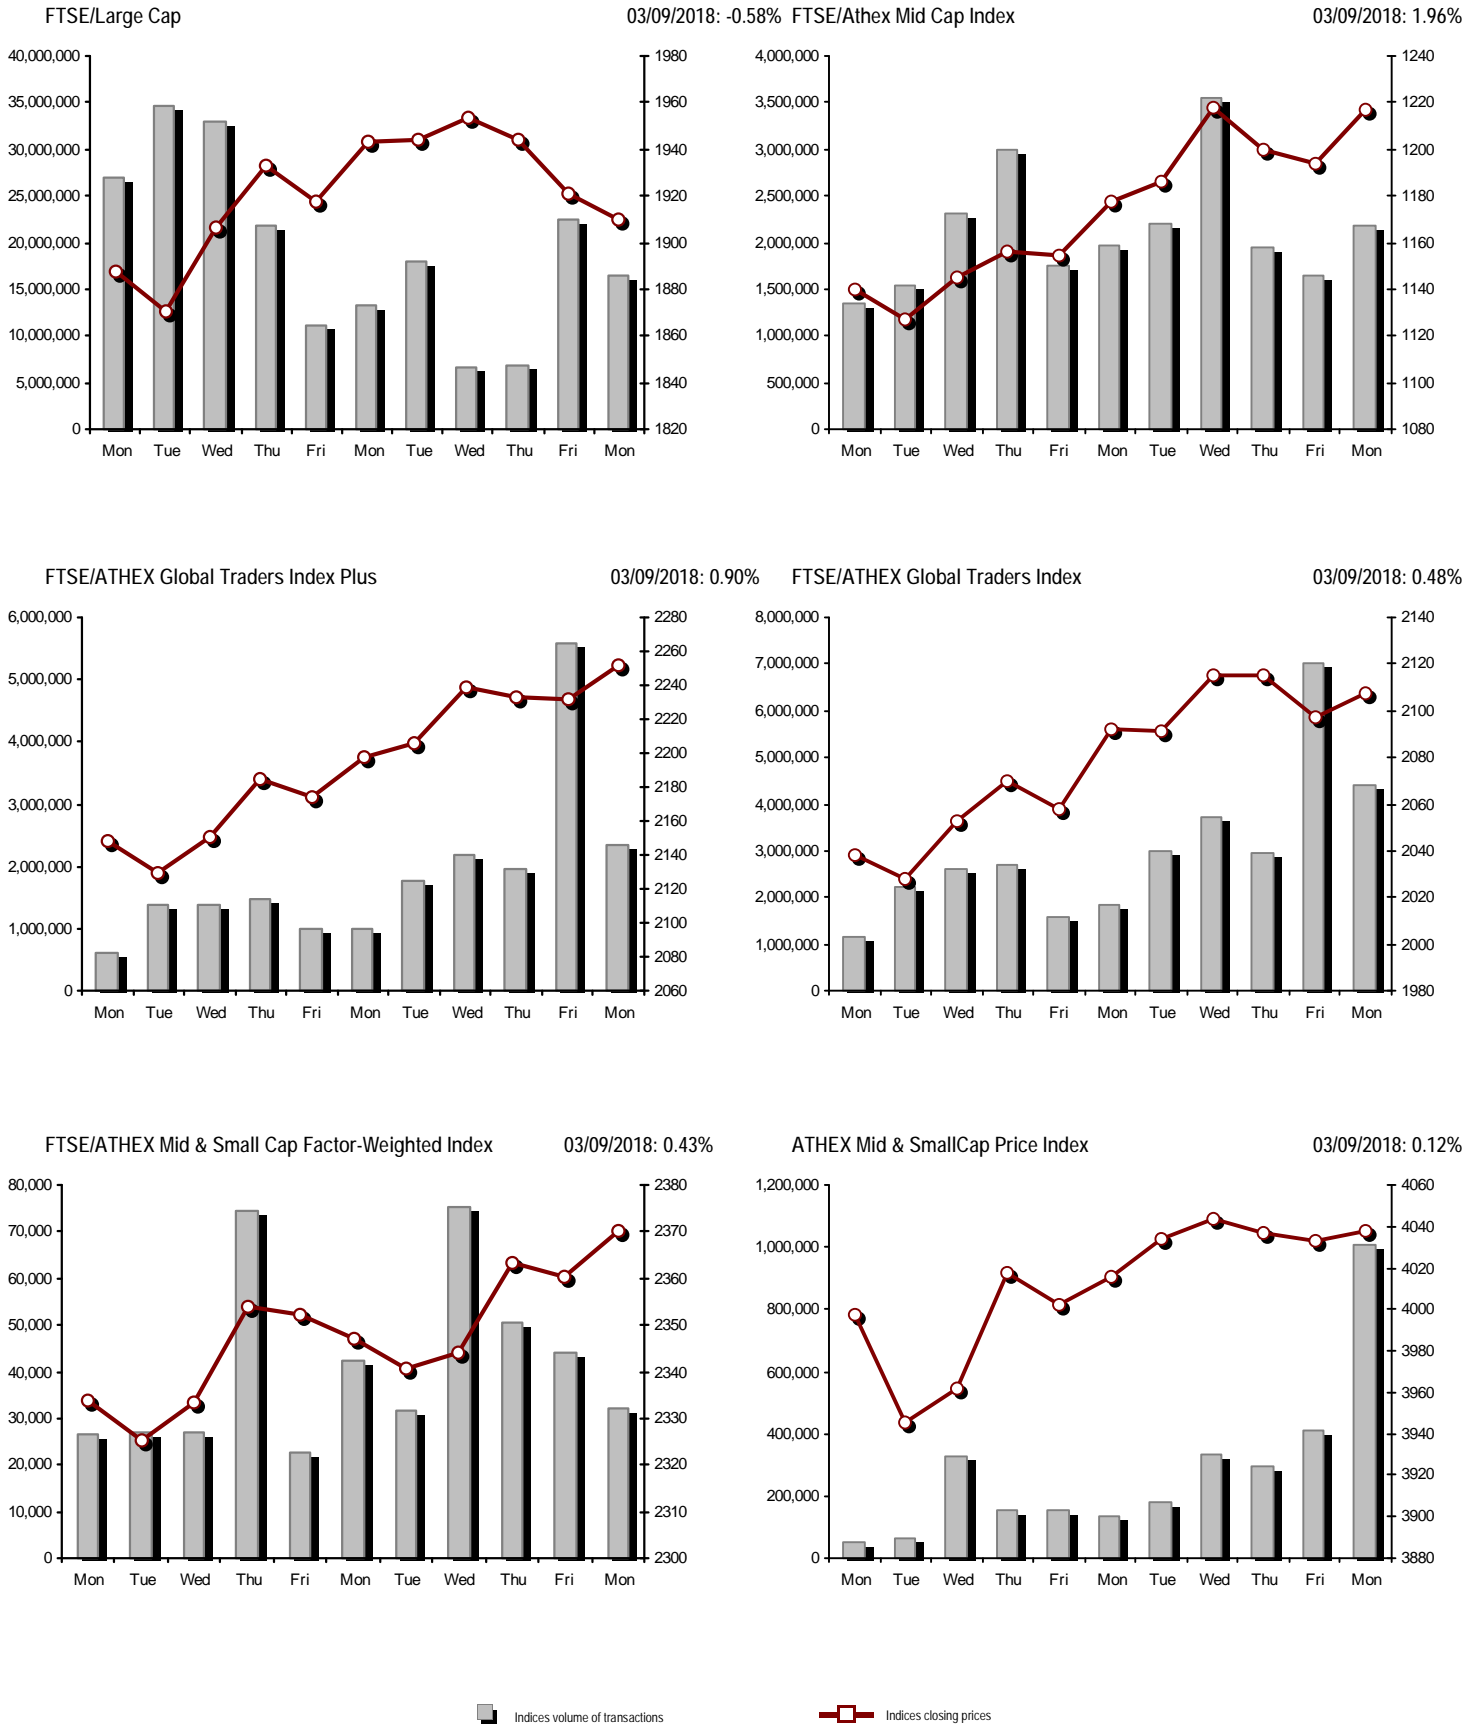 FTSE/Large Cap 03/09/2018: -0.58% FTSE/Athex Mid Cap Index 03/09/2018: 1.96%
40,000,000 1980 4,000,000 1240
35,000,000 1960 3,500,000 1220
30,000,000 1940 3,000,000 1200
25,000,000 1920 2,500,000 1180
20,000,000 1900 2,000,000 1160
15,000,000 1880 1,500,000 1140
10,000,000 1860 1,000,000 1120
5,000,000 1840 500,000 1100
0 1820 0 1080
Mon Tue Wed Thu Fri Mon Tue Wed Thu Fri Mon Mon Tue Wed Thu Fri Mon Tue Wed Thu Fri Mon
FTSE/ATHEX Global Traders Index Plus 03/09/2018: 0.90% FTSE/ATHEX Global Traders Index 03/09/2018: 0.48%
6,000,000 2280 8,000,000 2140
2260
5,000,000 7,000,000 2120
2240
6,000,000 2100
2220
4,000,000 2200 5,000,000 2080
2180
3,000,000 4,000,000 2060
2160
2,000,000 2140 3,000,000 2040
2120
2,000,000 2020
1,000,000 2100
2080 1,000,000 2000
0 2060 0 1980
Mon Tue Wed Thu Fri Mon Tue Wed Thu Fri Mon Mon Tue Wed Thu Fri Mon Tue Wed Thu Fri Mon
FTSE/ATHEX Mid & Small Cap Factor-Weighted Index 03/09/2018: 0.43% ATHEX Mid & SmallCap Price Index 03/09/2018: 0.12%
80,000 2380 1,200,000 4060
70,000 2370 4040
1,000,000
60,000 2360 4020
50,000 2350 800,000 4000
40,000 2340 600,000 3980
3960
30,000 2330 400,000 3940
20,000 2320 3920
200,000
10,000 2310 3900
0 2300 0 3880
Mon Tue Wed Thu Fri Mon Tue Wed Thu Fri Mon Mon Tue Wed Thu Fri Mon Tue Wed Thu Fri Mon
Indices volume of transactions Indices closing prices